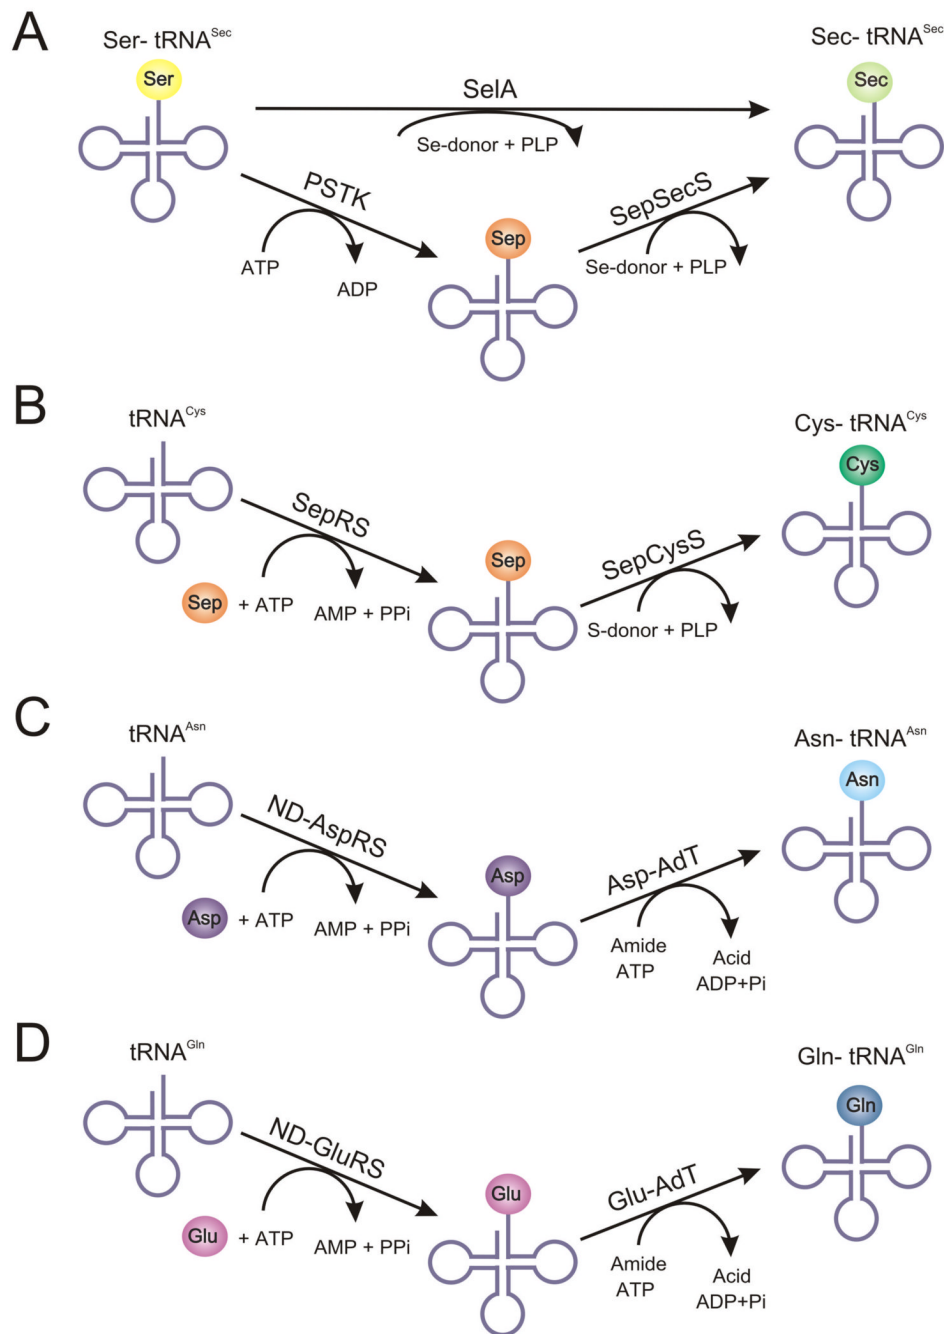 A
Ser- tRNASec
Sec- tRNASec
Ser
Sec
SelA
Se-donor + PLP
PSTK
SepSecS
Sep
ATP
ADP
Se-donor + PLP
B
tRNACys
Cys- tRNACys
Cys
SepRS
SepCysS
Sep
Sep + ATP
AMP + PPi
S-donor + PLP
C
tRNAAsn
Asn- tRNAAsn
Asn
ND-AspRS
Asp-AdT
Asp
Asp + ATP
AMP + PPi
Amide
ATP
Acid
ADP+Pi
D
tRNAGln
Gln- tRNAGln
Gln
ND-GluRS
Glu-AdT
Glu
Glu + ATP
AMP + PPi
Amide
ATP
Acid
ADP+Pi